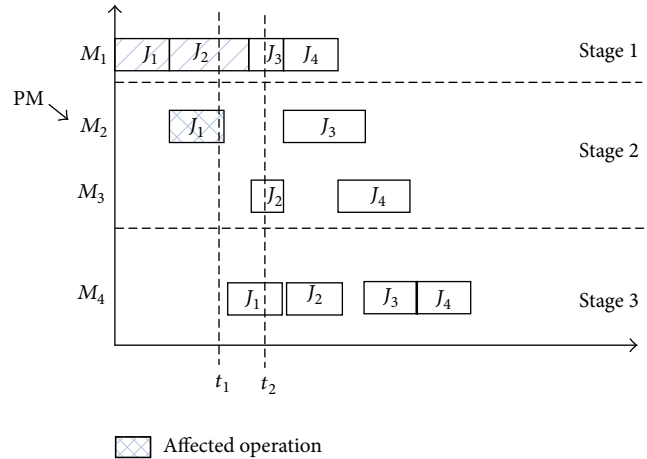 M1 J1 J2 J3 J4 Stage 1
PM
M2 J1 J3
Stage 2
M3 J2 J4
M4 J1 J2 J3 J4 Stage 3
t1 t2
Affected operation